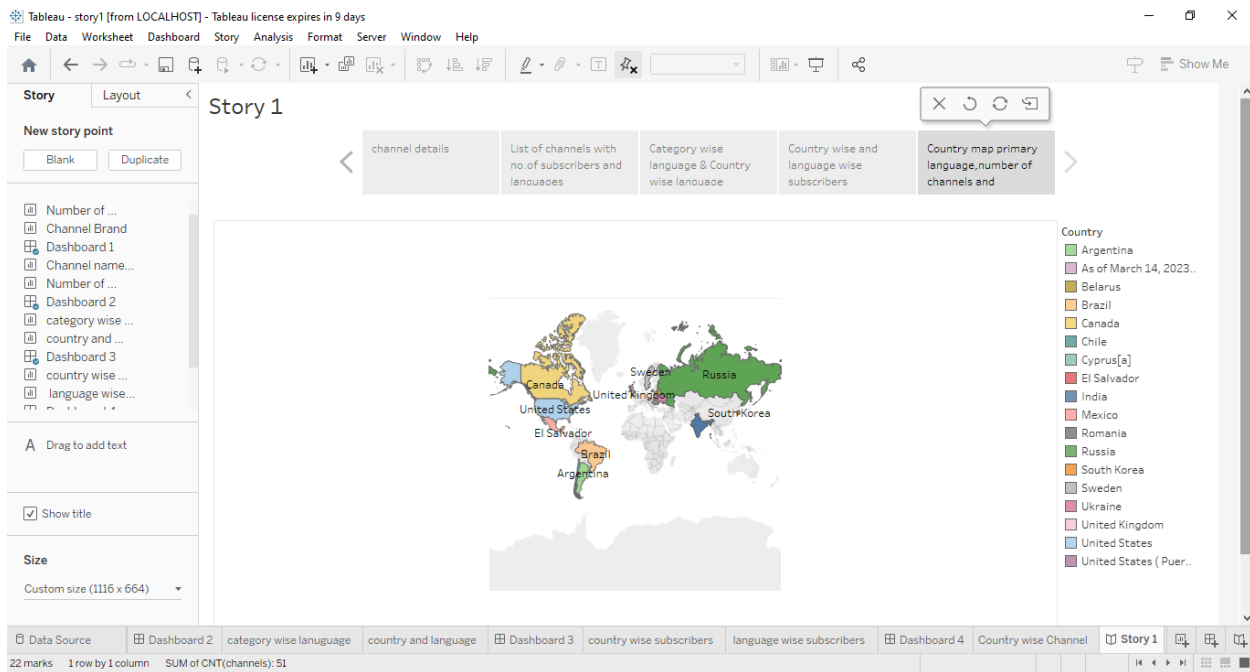 Tableau - story1 [from LOCALHOST] - Tableau license expires in 9 days
File Data Worksheet Dashboard Story Analysis Format Server Window Help
Show Me
Story Layout
New story point
Blank Duplicate
Number of ...
Channel Brand
Dashboard 1
Channel name...
Number of ...
Dashboard 2
category wise ...
country and ...
Dashboard 3
country wise ...
language wise...
A Drag to add text
Show title
Size
Custom size (1116 x 664)
Story 1
channel details
List of channels with
no.of subscribers and
languages
Category wise
language & Country
wise language
Country wise and
language wise
subscribers
Country map primary
language,number of
channels and
Canada
United States
El Salvador
Brazil
Argentina
Sweden
United Kingdom
Russia
South Korea
Country
Argentina
As of March 14, 2023..
Belarus
Brazil
Canada
Chile
Cyprus[a]
El Salvador
India
Mexico
Romania
Russia
South Korea
Sweden
Ukraine
United Kingdom
United States
United States ( Puer..
Data Source Dashboard 2 category wise lanuguage country and language Dashboard 3 country wise subscribers language wise subscribers Dashboard 4 Country wise Channel Story 1
22 marks 1 row by 1 column SUM of CNT(channels): 51